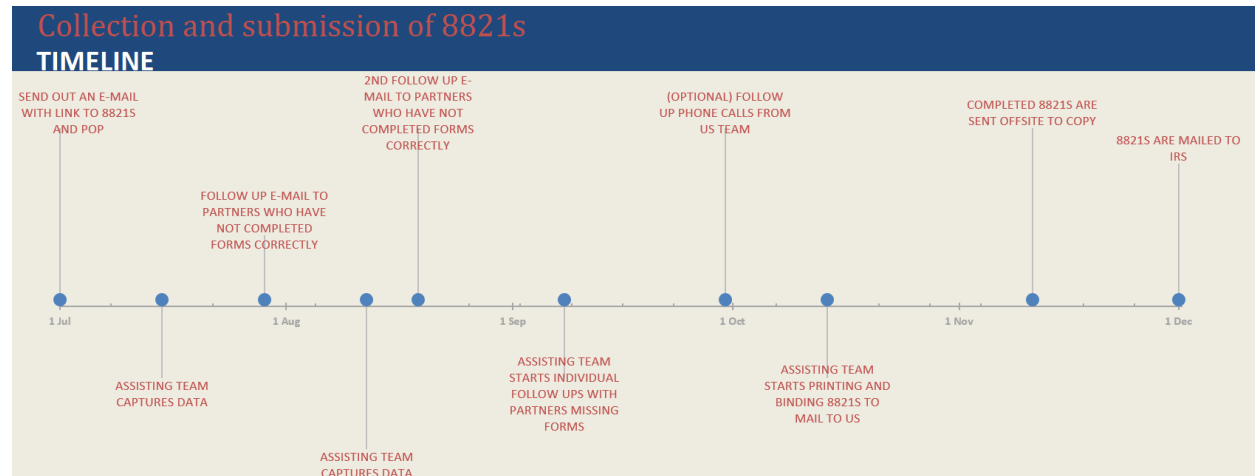 Collection and submission of 8821s
TIMELINE
SEND OUT AN E-MAIL
WITH LINK TO 8821S
AND POP
ASSISTING TEAM
CAPTURES DATA
FOLLOW UP E-MAIL TO
PARTNERS WHO HAVE
NOT COMPLETED
FORMS CORRECTLY
ASSISTING TEAM
CAPTURES DATA
2ND FOLLOW UP E-
MAIL TO PARTNERS
WHO HAVE NOT
COMPLETED FORMS
CORRECTLY
ASSISTING TEAM
STARTS INDIVIDUAL
FOLLOW UPS WITH
PARTNERS MISSING
FORMS
(OPTIONAL) FOLLOW
UP PHONE CALLS FROM
US TEAM
ASSISTING TEAM
STARTS PRINTING AND
BINDING 8821S TO
MAIL TO US
COMPLETED 8821S ARE
SENT OFFSITE TO COPY
8821S ARE MAILED TO
IRS
1 Jul
1 Aug
1 Sep
1 Oct
1 Nov
1 Dec